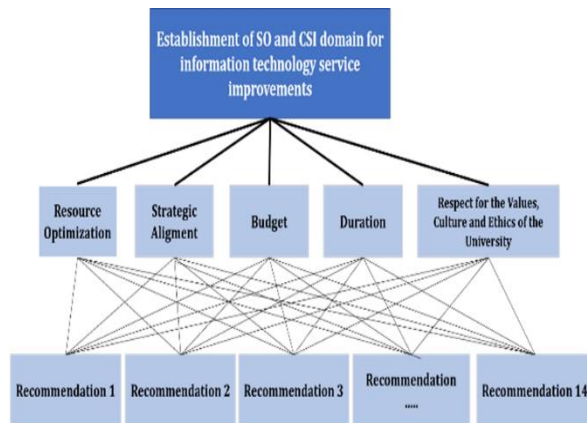 Establishment of SO and CSI domain for
information technology service
improvements
Resource
Optimization
Strategic
Aligment
Budget
Duration
Respect for the Values,
Culture and Ethics of the
University
Recommendation 1
Recommendation 2
Recommendation 3
Recommendation
.....
Recommendation 14